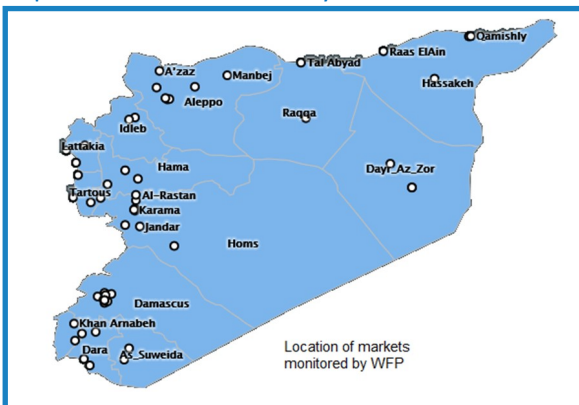 Qamishly
Raas ElAin
Tal Abyad
A'zaz
Manbej
Hassakeh
Aleppo
Raqqa
Idleb
Lattakia
Hama
Dayr_Az_Zor
Tartous
Al-Rastan
Karama
Jandar
Homs
Damascus
Khan Arnabeh
Dara
As_Suweida
Location of markets
monitored by WFP